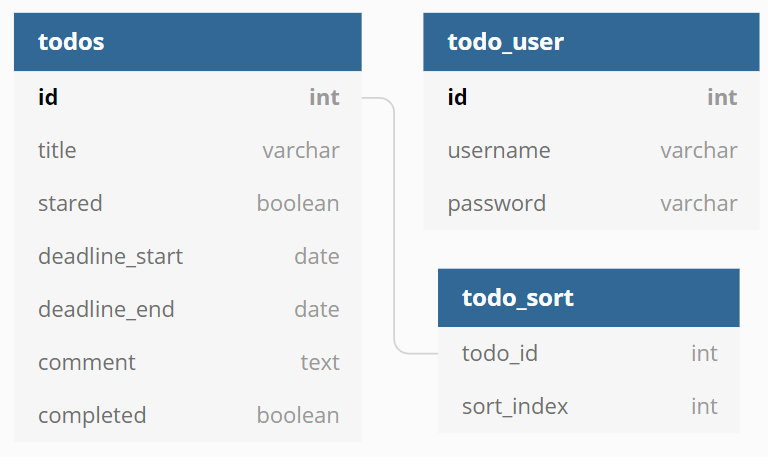 todos
id int
title varchar
stared boolean
deadline_start date
deadline_end date
comment text
completed boolean
todo_user
id int
username varchar
password varchar
todo_sort
todo_id int
sort_index int